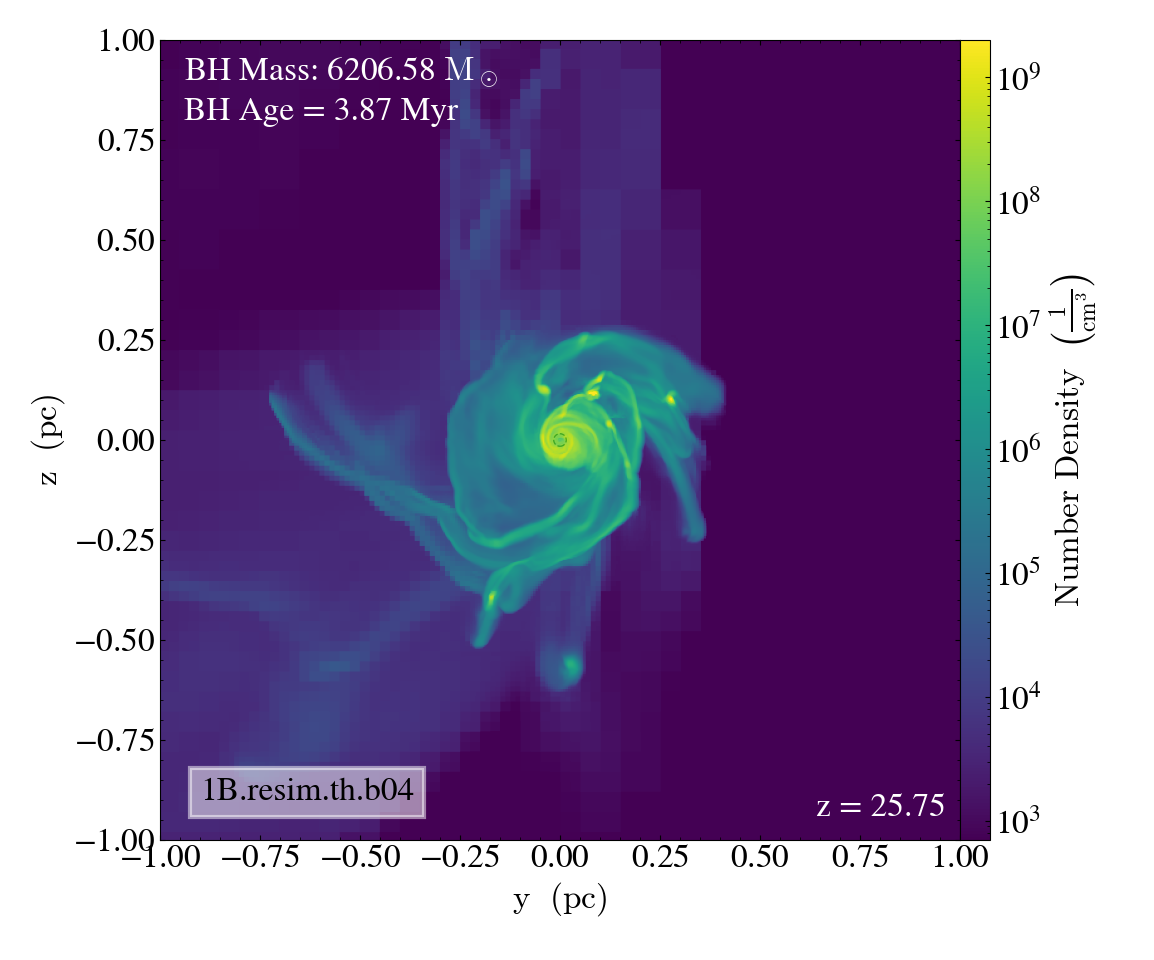 BH Mass: 6206.58 M⊙
BH Age = 3.87 Myr
1.00
0.75
0.50
0.25
0.00
−0.25
−0.50
−0.75
−1.00
z (pc)
1B.resim.th.b04
z = 25.75
−1.00 −0.75 −0.50 −0.25 0.00 0.25 0.50 0.75 1.00
y (pc)
10⁹
10⁸
10⁷
10⁶
10⁵
10⁴
10³
Number Density (1/cm³)